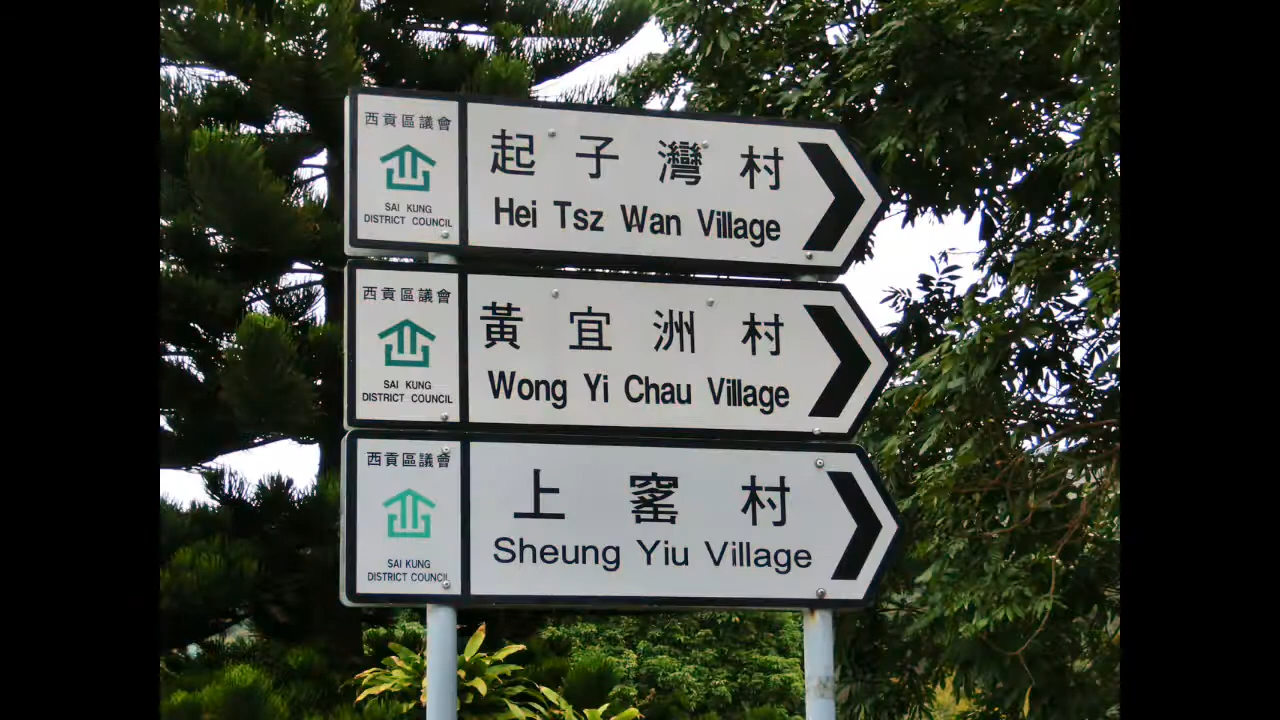 西貢區議會
SAI KUNG
DISTRICT COUNCIL
起子灣村
Hei Tsz Wan Village
西貢區議會
SAI KUNG
DISTRICT COUNCIL
黃宜洲村
Wong Yi Chau Village
西貢區議會
SAI KUNG
DISTRICT COUNCIL
上窰村
Sheung Yiu Village